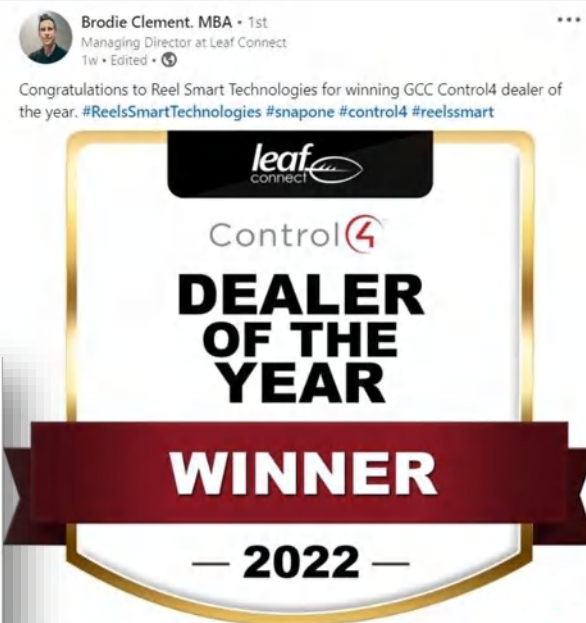 Brodie Clement. MBA • 1st
Managing Director at Leaf Connect
1w • Edited •
Congratulations to Reel Smart Technologies for winning GCC Control4 dealer of
the year. #ReelsSmartTechnologies #snapone #control4 #reelssmart
leaf
connect
Control4
DEALER
OF THE
YEAR
WINNER
— 2022 —